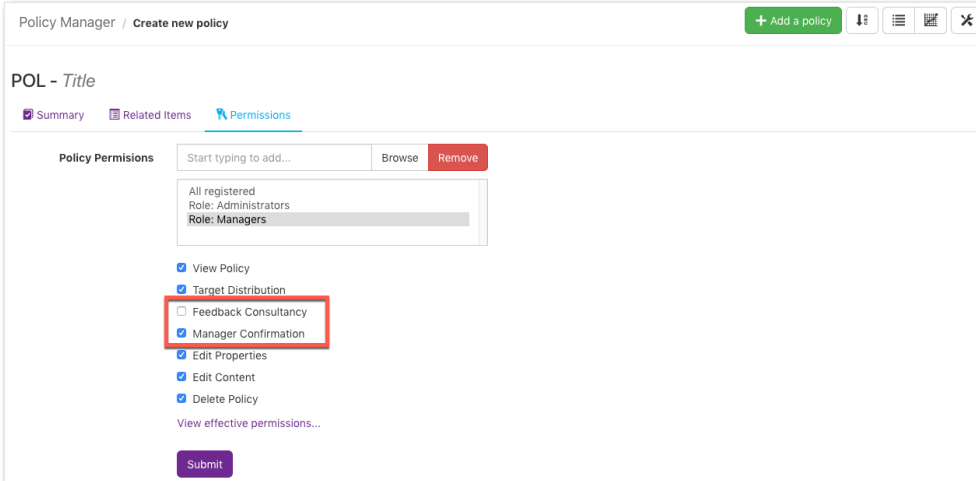 Policy Manager / Create new policy
+ Add a policy
POL - Title
Summary Related Items Permissions
Policy Permisions Start typing to add... Browse Remove
All registered
Role: Administrators
Role: Managers
View Policy
Target Distribution
Feedback Consultancy
Manager Confirmation
Edit Properties
Edit Content
Delete Policy
View effective permissions...
Submit